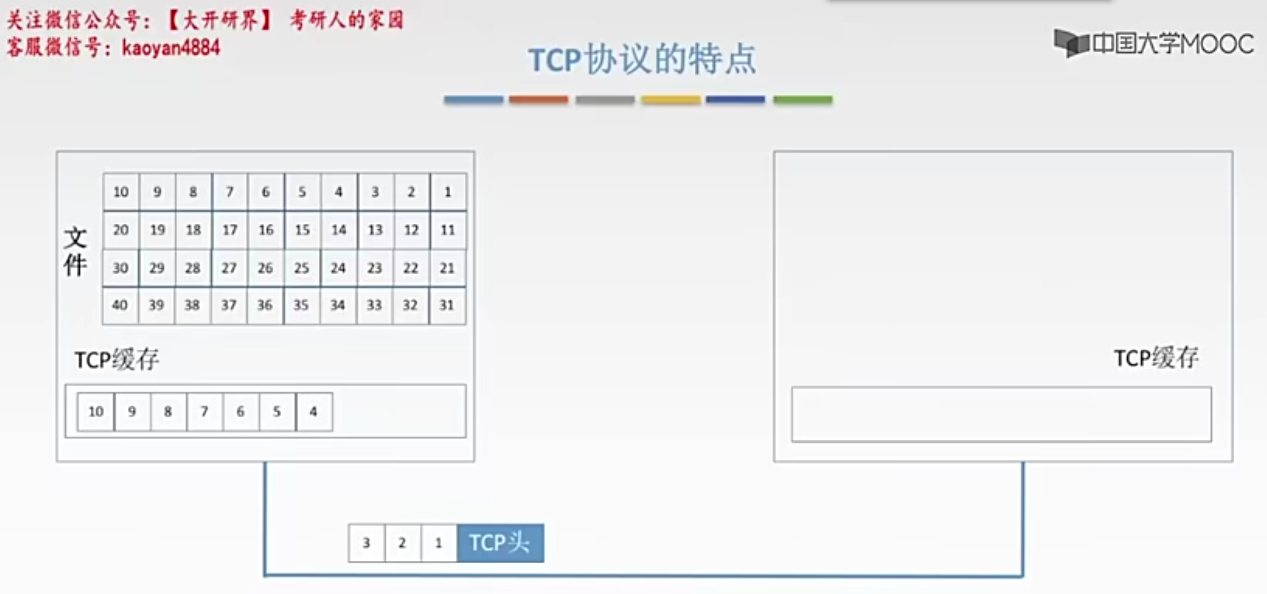 关注微信公众号：【大开研界】 考研人的家园
客服微信号：kaoyan4884
TCP协议的特点
中国大学MOOC
文件
10 9 8 7 6 5 4 3 2 1
20 19 18 17 16 15 14 13 12 11
30 29 28 27 26 25 24 23 22 21
40 39 38 37 36 35 34 33 32 31
TCP缓存
10 9 8 7 6 5 4
TCP缓存
3 2 1 TCP头